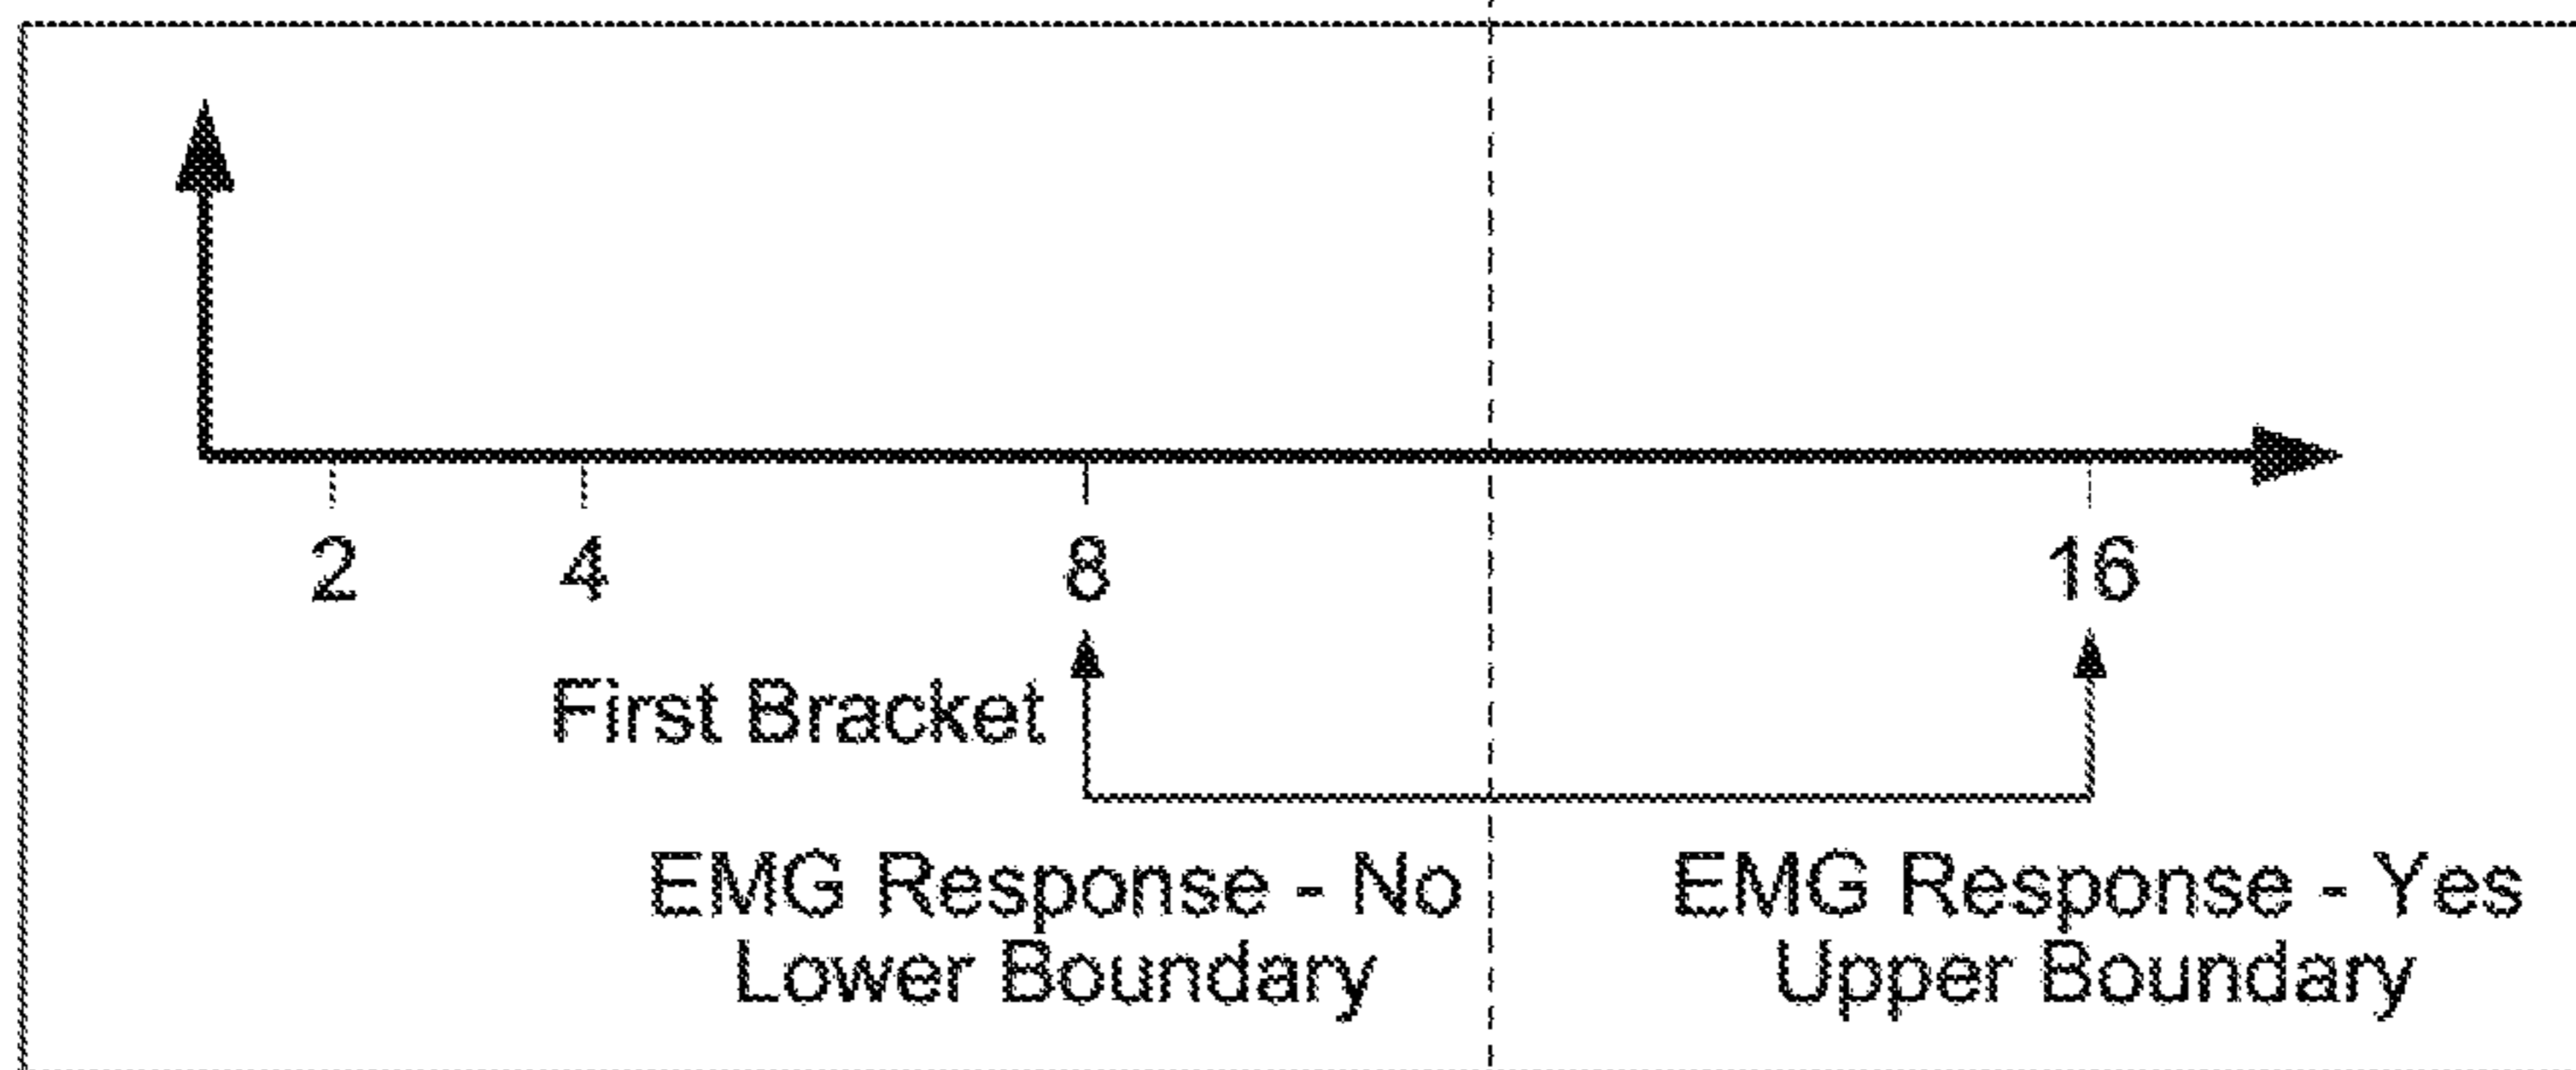 2 4 8 16
First Bracket
EMG Response - No EMG Response - Yes
Lower Boundary Upper Boundary